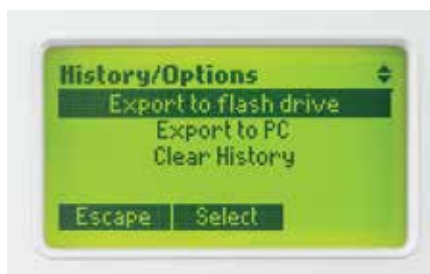 History/Options
Export to flash drive
Export to PC
Clear History
Escape Select